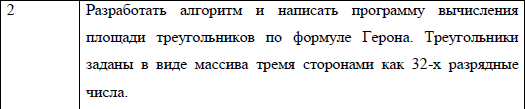 2
Разработать алгоритм и написать программу вычисления
площади треугольников по формуле Герона. Треугольники
заданы в виде массива тремя сторонами как 32-х разрядные
числа.